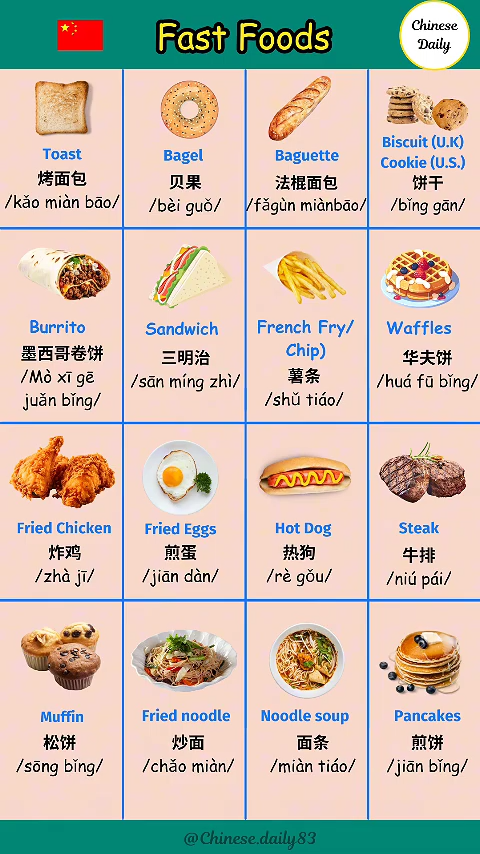 Fast Foods
Chinese
Daily
Toast
烤面包
/kǎo miàn bāo/
Bagel
贝果
/bèi guǒ/
Baguette
法棍面包
/fǎgùn miànbāo/
Biscuit (U.K)
Cookie (U.S.)
饼干
/bǐng gān/
Burrito
墨西哥卷饼
/Mò xī gē
juǎn bǐng/
Sandwich
三明治
/sān míng zhì/
French Fry/
Chip)
薯条
/shǔ tiáo/
Waffles
华夫饼
/huá fū bǐng/
Fried Chicken
炸鸡
/zhà jī/
Fried Eggs
煎蛋
/jiān dàn/
Hot Dog
热狗
/rè gǒu/
Steak
牛排
/niú pái/
Muffin
松饼
/sōng bǐng/
Fried noodle
炒面
/chǎo miàn/
Noodle soup
面条
/miàn tiáo/
Pancakes
煎饼
/jiān bǐng/
@Chinese.daily83